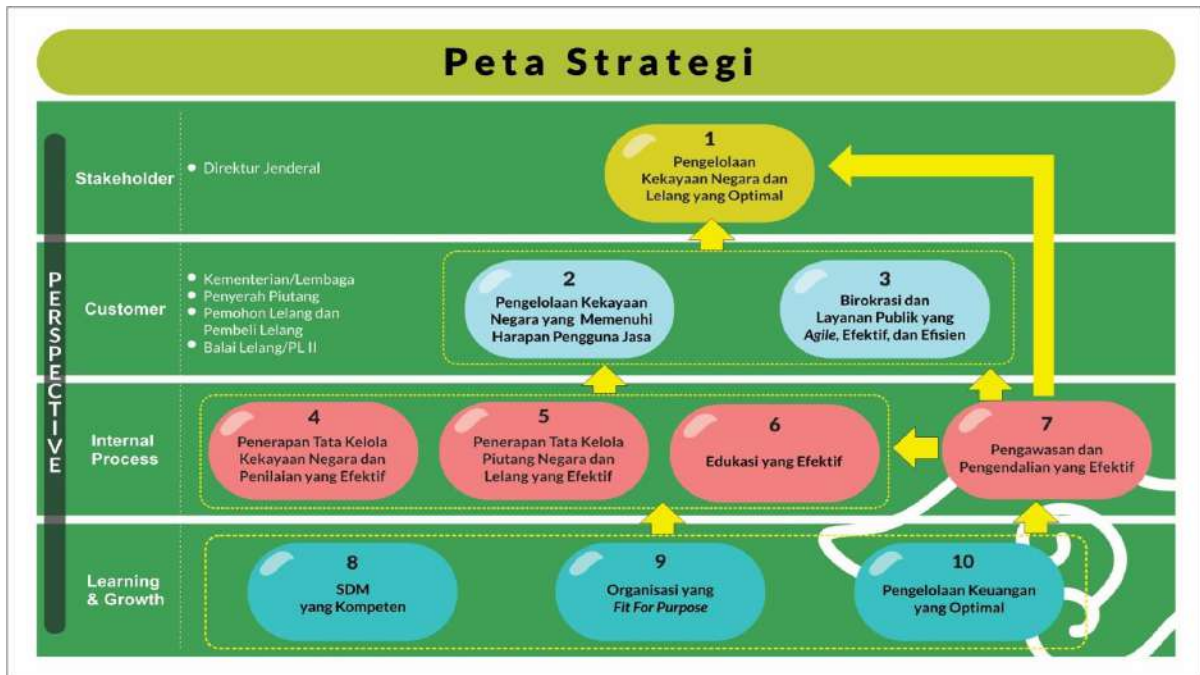 Peta Strategi
PERSPECTIVE
Stakeholder
• Direktur Jenderal
1
Pengelolaan
Kekayaan Negara dan
Lelang yang Optimal
Customer
• Kementerian/Lembaga
• Penyerah Piutang
• Pemohon Lelang dan
Pembeli Lelang
• Balai Lelang/PL II
2
Pengelolaan Kekayaan
Negara yang Memenuhi
Harapan Pengguna Jasa
3
Birokrasi dan
Layanan Publik yang
Agile, Efektif, dan Efisien
Internal
Process
4
Penerapan Tata Kelola
Kekayaan Negara dan
Penilaian yang Efektif
5
Penerapan Tata Kelola
Piutang Negara dan
Lelang yang Efektif
6
Edukasi yang Efektif
7
Pengawasan dan
Pengendalian yang Efektif
Learning
& Growth
8
SDM
yang Kompeten
9
Organisasi yang
Fit For Purpose
10
Pengelolaan Keuangan
yang Optimal